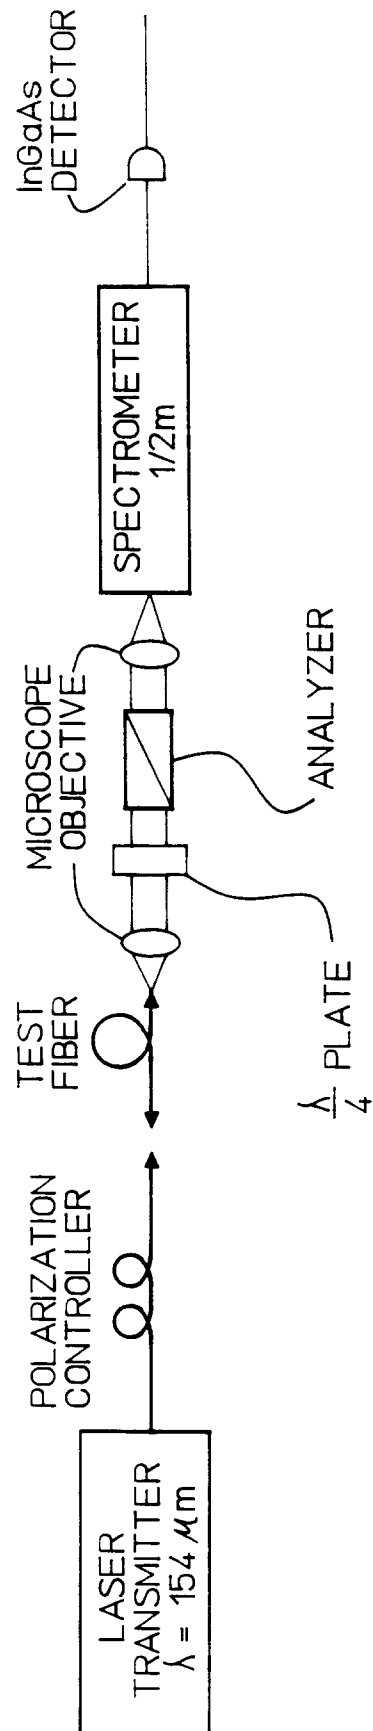 LASER
TRANSMITTER
λ = 154 μm
POLARIZATION
CONTROLLER
TEST
FIBER
MICROSCOPE
OBJECTIVE
λ/4 PLATE
ANALYZER
SPECTROMETER
1/2m
InGaAs
DETECTOR